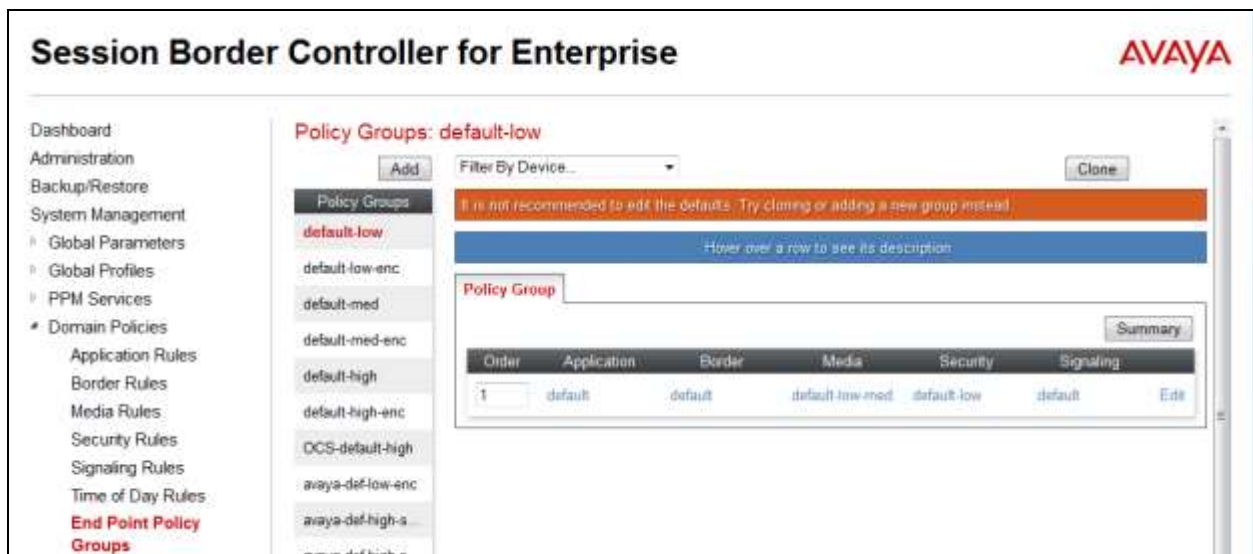 Session Border Controller for Enterprise
AVAYA
Dashboard
Administration
Backup/Restore
System Management
Global Parameters
Global Profiles
PPM Services
Domain Policies
Application Rules
Border Rules
Media Rules
Security Rules
Signaling Rules
Time of Day Rules
End Point Policy
Groups
Policy Groups: default-low
Add
Filter By Device...
Clone
Policy Groups
default-low
default-low-enc
default-med
default-med-enc
default-high
default-high-enc
OCS-default-high
avaya-def-low-enc
avaya-def-high-s...
It is not recommended to edit the defaults. Try cloning or adding a new group instead.
Hover over a row to see its description.
Policy Group
Summary
Order Application Border Media Security Signaling
1 default default default-low-med default-low default Edit